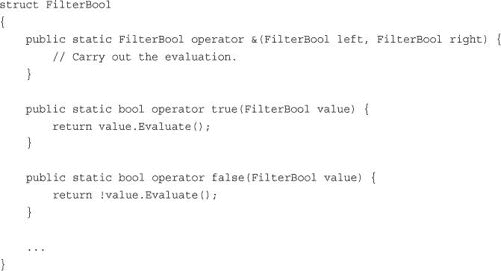 struct FilterBool
{
    public static FilterBool operator &(FilterBool left, FilterBool right) {
        // Carry out the evaluation.
    }

    public static bool operator true(FilterBool value) {
        return value.Evaluate();
    }

    public static bool operator false(FilterBool value) {
        return !value.Evaluate();
    }

    ...
}